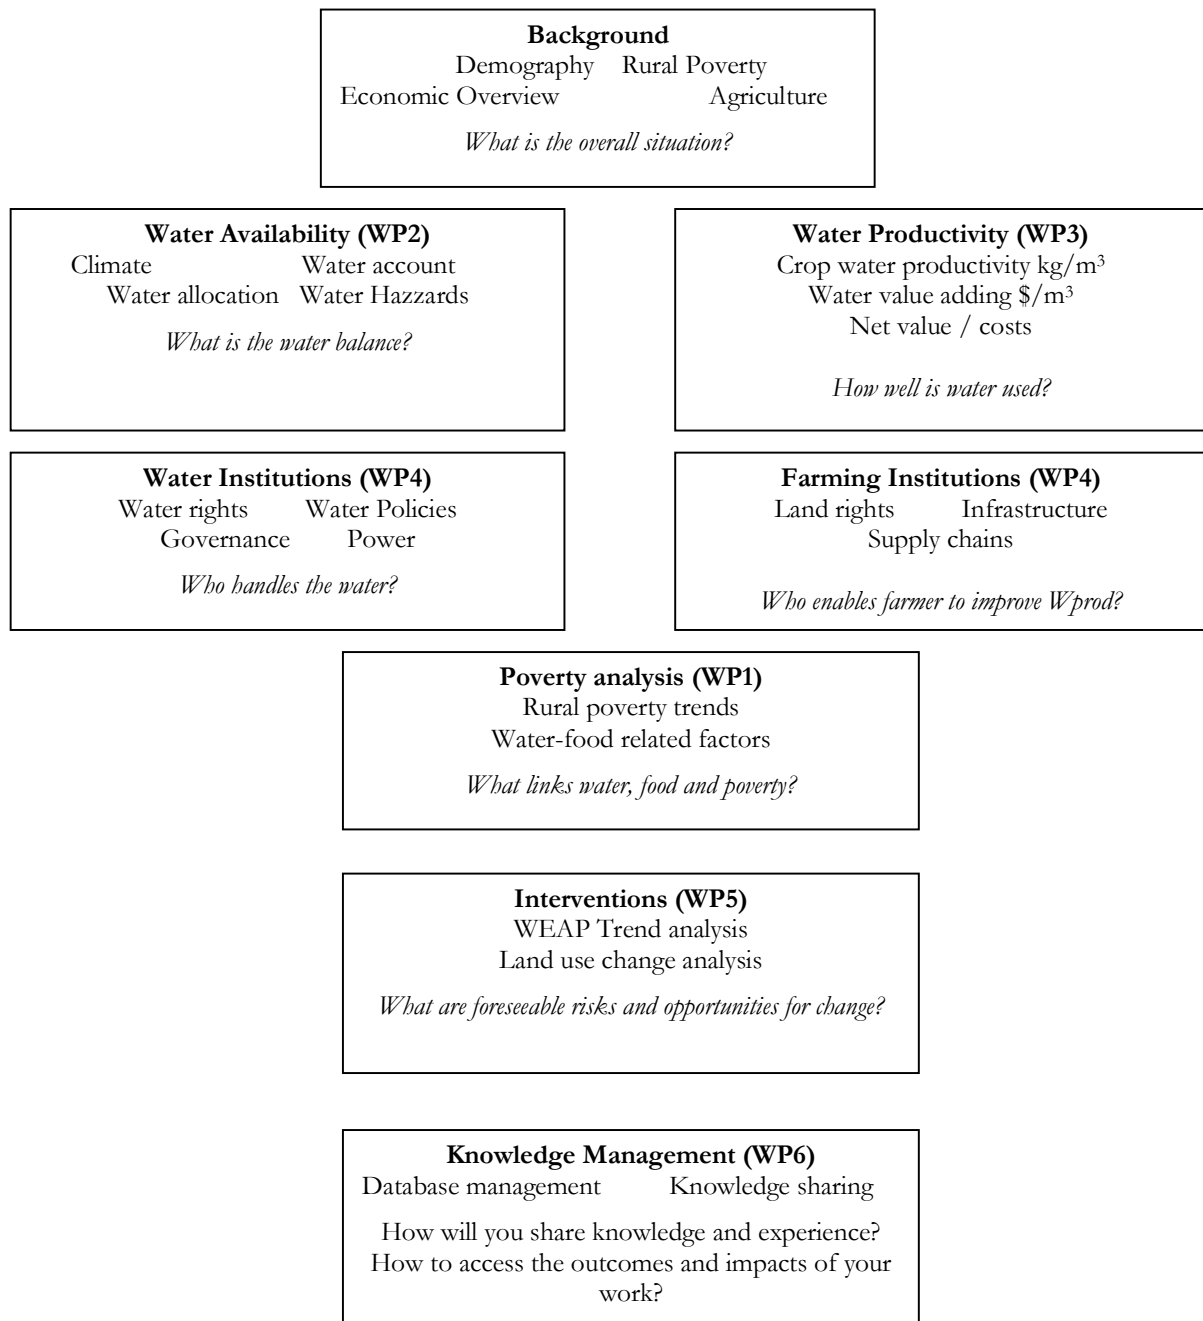 Background
Demography Rural Poverty
Economic Overview Agriculture
What is the overall situation?
Water Availability (WP2)
Climate Water account
Water allocation Water Hazzards
What is the water balance?
Water Productivity (WP3)
Crop water productivity kg/m³
Water value adding $/m³
Net value / costs
How well is water used?
Water Institutions (WP4)
Water rights Water Policies
Governance Power
Who handles the water?
Farming Institutions (WP4)
Land rights Infrastructure
Supply chains
Who enables farmer to improve Wprod?
Poverty analysis (WP1)
Rural poverty trends
Water-food related factors
What links water, food and poverty?
Interventions (WP5)
WEAP Trend analysis
Land use change analysis
What are foreseeable risks and opportunities for change?
Knowledge Management (WP6)
Database management Knowledge sharing
How will you share knowledge and experience?
How to access the outcomes and impacts of your
work?